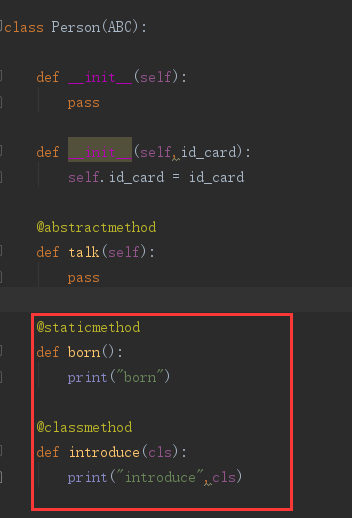 class Person(ABC):
def __init__(self):
pass
def __init__(self,id_card):
self.id_card = id_card
@abstractmethod
def talk(self):
pass
@staticmethod
def born():
print("born")
@classmethod
def introduce(cls):
print("introduce",cls)